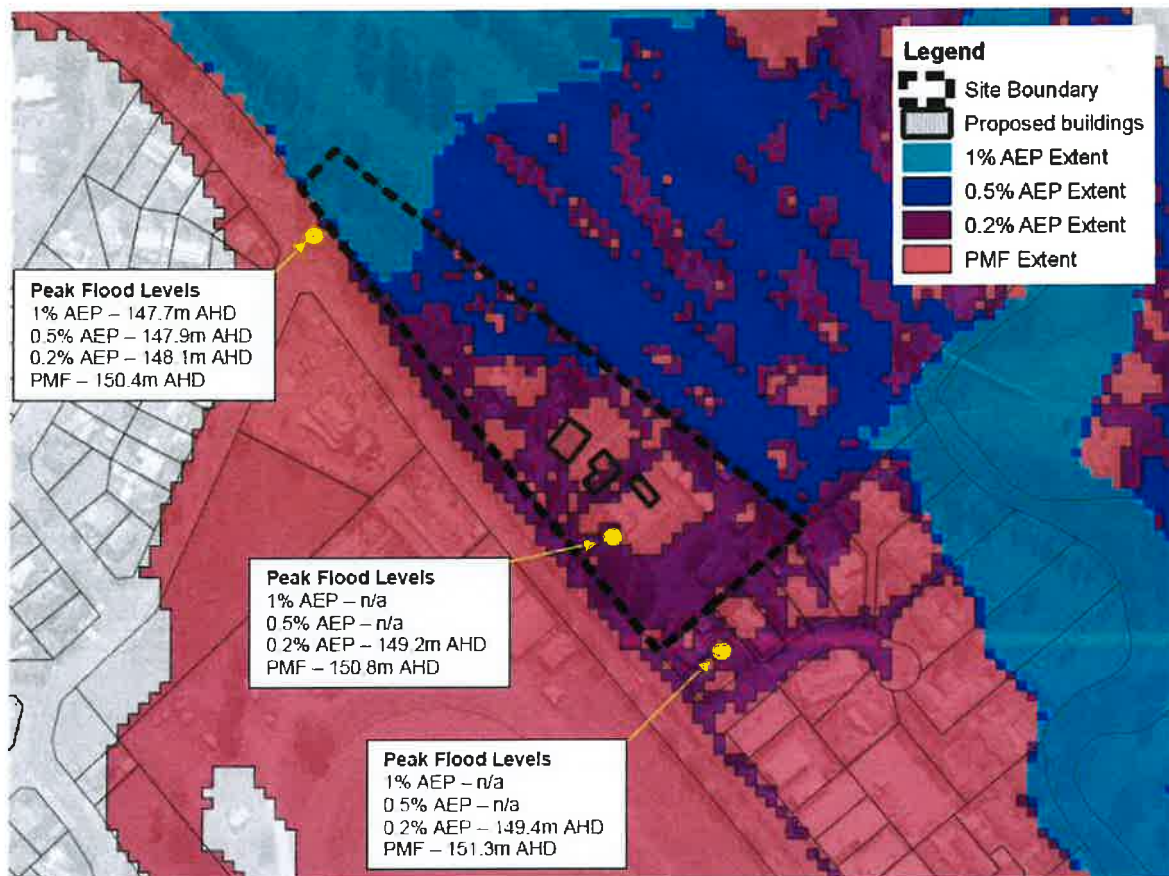 Legend
Site Boundary
Proposed buildings
1% AEP Extent
0.5% AEP Extent
0.2% AEP Extent
PMF Extent
Peak Flood Levels
1% AEP – 147.7m AHD
0.5% AEP – 147.9m AHD
0.2% AEP – 148.1m AHD
PMF – 150.4m AHD
Peak Flood Levels
1% AEP – n/a
0.5% AEP – n/a
0.2% AEP – 149.2m AHD
PMF – 150.8m AHD
Peak Flood Levels
1% AEP – n/a
0.5% AEP – n/a
0.2% AEP – 149.4m AHD
PMF – 151.3m AHD